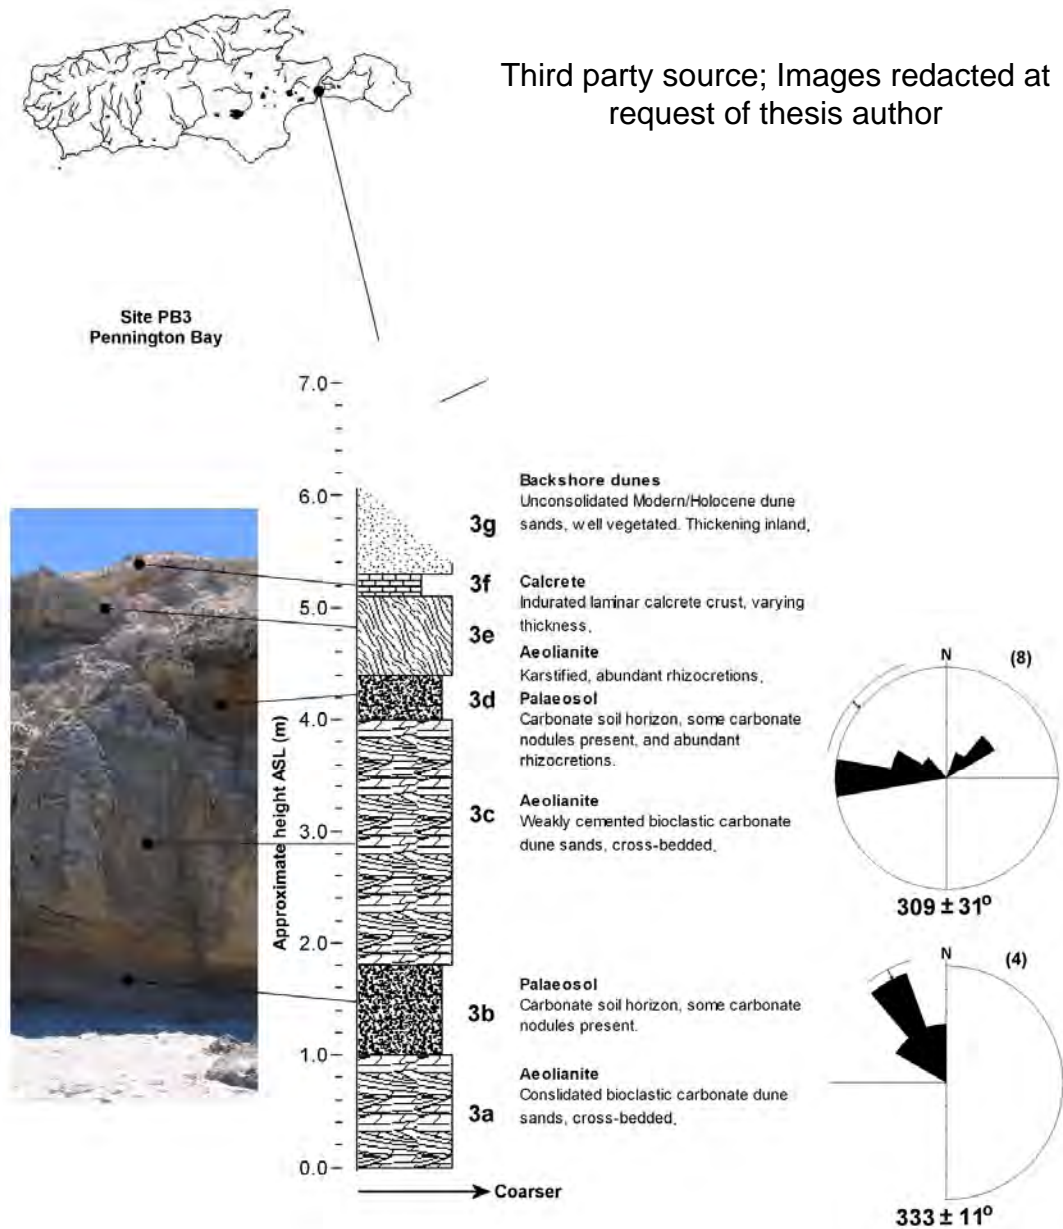 Third party source; Images redacted at
request of thesis author
Site PB3
Pennington Bay
Approximate height ASL (m)
7.0
6.0
5.0
4.0
3.0
2.0
1.0
0.0
Coarser
3g
Backshore dunes
Unconsolidated Modern/Holocene dune
sands, well vegetated. Thickening inland.
3f
Calcrete
Indurated laminar calcrete crust, varying
thickness.
3e
Aeolianite
Karstified, abundant rhizocretions.
3d
Palaeosol
Carbonate soil horizon, some carbonate
nodules present, and abundant
rhizocretions.
3c
Aeolianite
Weakly cemented bioclastic carbonate
dune sands, cross-bedded.
3b
Palaeosol
Carbonate soil horizon, some carbonate
nodules present.
3a
Aeolianite
Conslidated bioclastic carbonate dune
sands, cross-bedded.
N
(8)
309 ± 31º
N
(4)
333 ± 11º